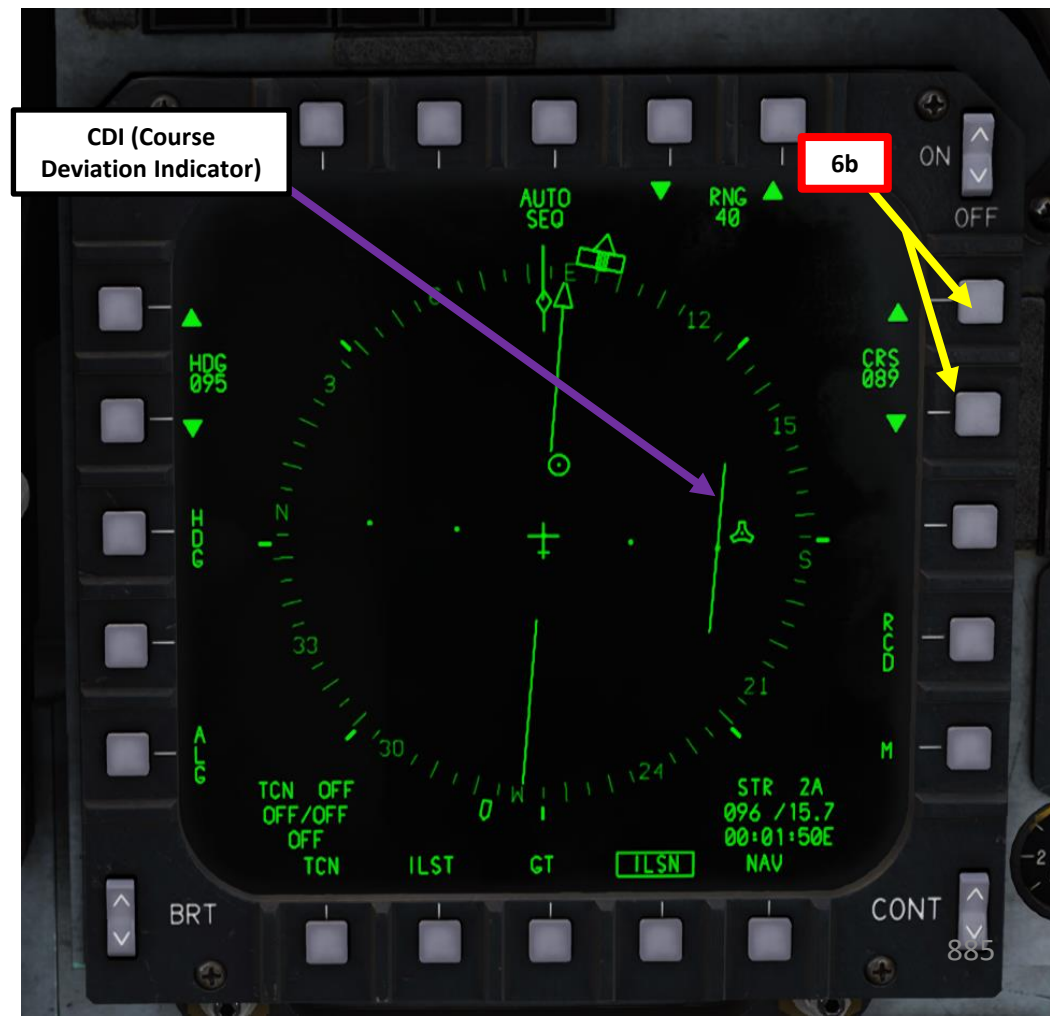 CDI (Course
Deviation Indicator)
6b
ON
OFF
AUTO
SEQ
RNG
40
HDG
095
CRS
089
E
12
15
S
21
24
W
30
33
N
3
6
HDG
ALG
RCD
M
TCN OFF
OFF/OFF
OFF
STR 2A
096 /15.7
00:01:50E
TCN
ILST
GT
ILSN
NAV
BRT
CONT
-2
885